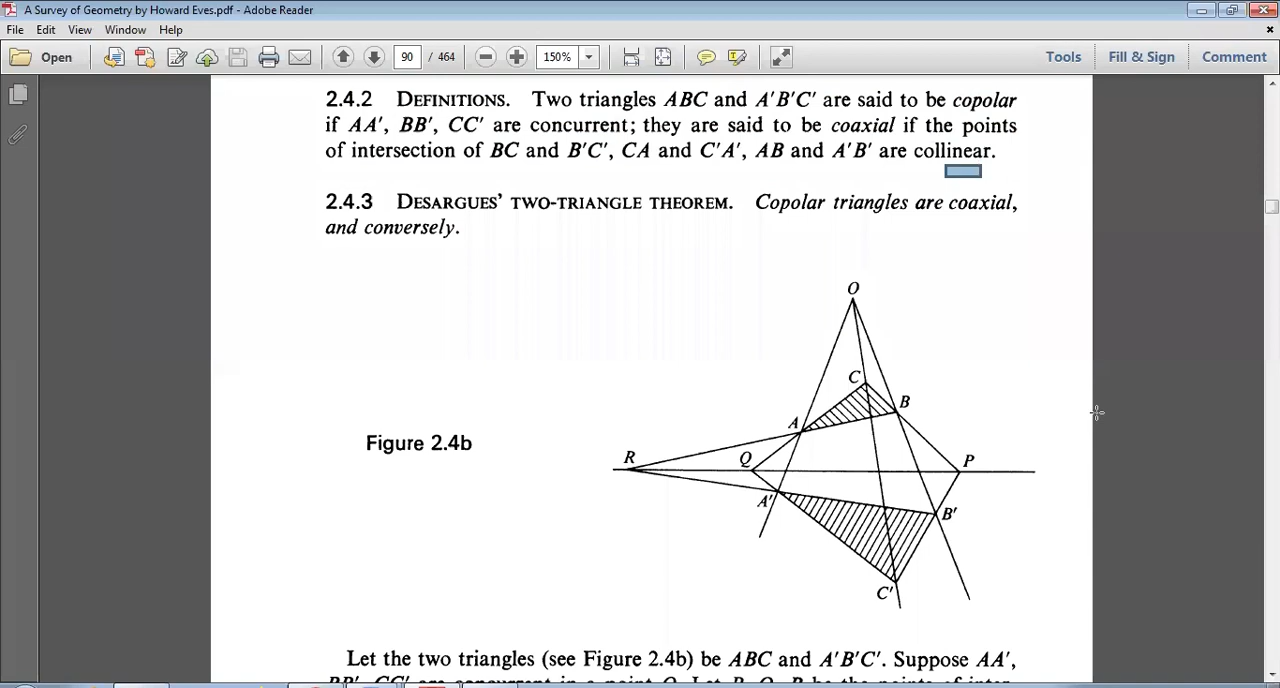 A Survey of Geometry by Howard Eves.pdf - Adobe Reader
File Edit View Window Help
Open 90 / 464 150% Tools Fill & Sign Comment
2.4.2 DEFINITIONS. Two triangles ABC and A′B′C′ are said to be copolar
if AA′, BB′, CC′ are concurrent; they are said to be coaxial if the points
of intersection of BC and B′C′, CA and C′A′, AB and A′B′ are collinear.
2.4.3 DESARGUES’ TWO-TRIANGLE THEOREM. Copolar triangles are coaxial,
and conversely.
O
C
B
A
Figure 2.4b
R
Q
P
A′
B′
C′
Let the two triangles (see Figure 2.4b) be ABC and A′B′C′. Suppose AA′,